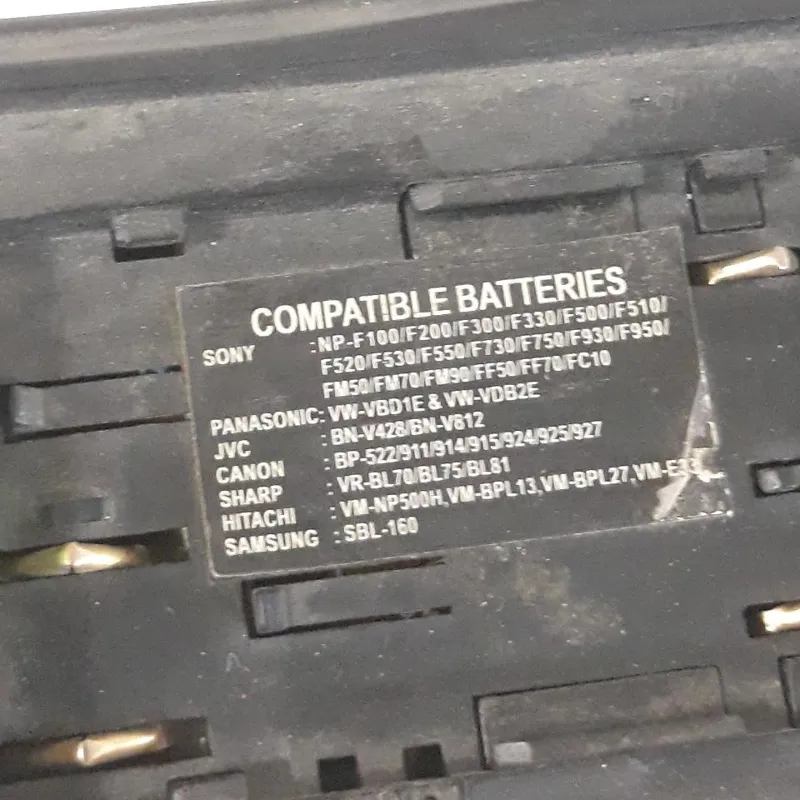 COMPATIBLE BATTERIES
SONY :NP-F100/F200/F300/F330/F500/F510/
F520/F530/F550/F730/F750/F930/F950/
FM50/FM70/FM90/FF50/FF70/FC10
PANASONIC: VW-VBD1E & VW-VDB2E
JVC : BN-V428/BN-V812
CANON : BP-522/911/914/915/924/925/927
SHARP : VR-BL70/BL75/BL81
HITACHI : VM-NP500H,VM-BPL13,VM-BPL27,
SAMSUNG : SBL-160